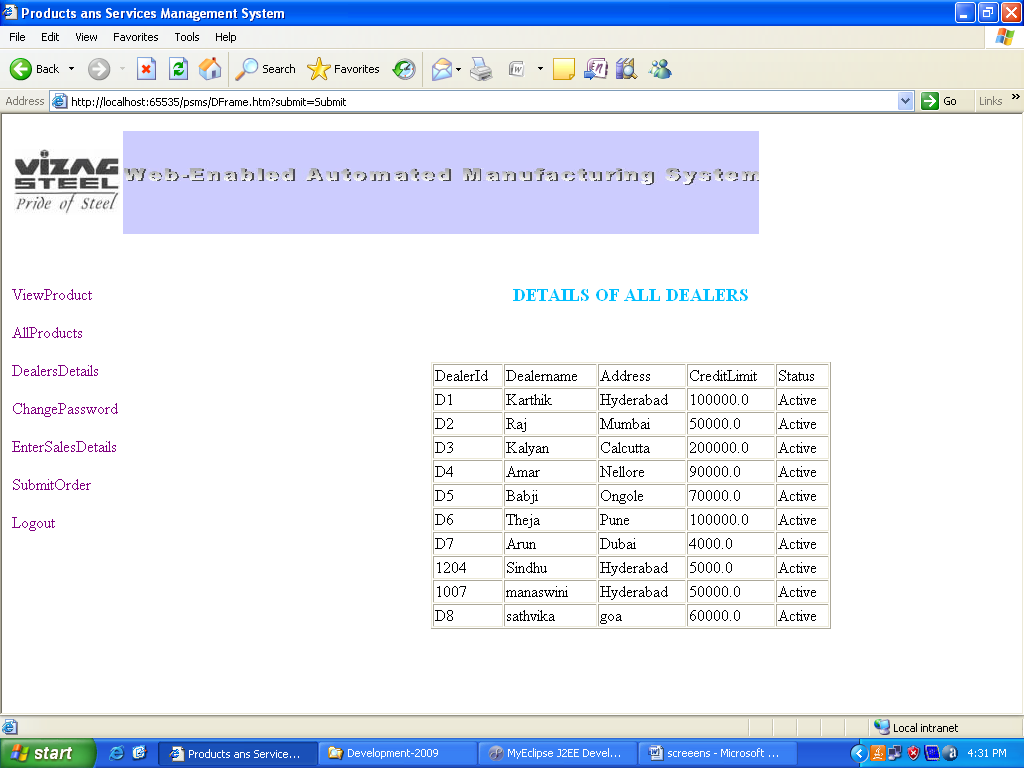 Products ans Services Management System
File Edit View Favorites Tools Help
Back Search Favorites
Address http://localhost:65535/psms/DFrame.htm?submit=Submit Go Links »
VIZAG
STEEL
Pride of Steel
Web-Enabled Automated Manufacturing System
ViewProduct
AllProducts
DealersDetails
ChangePassword
EnterSalesDetails
SubmitOrder
Logout
DETAILS OF ALL DEALERS
DealerId Dealername Address CreditLimit Status
D1 Karthik Hyderabad 100000.0 Active
D2 Raj Mumbai 50000.0 Active
D3 Kalyan Calcutta 200000.0 Active
D4 Amar Nellore 90000.0 Active
D5 Babji Ongole 70000.0 Active
D6 Theja Pune 100000.0 Active
D7 Arun Dubai 4000.0 Active
1204 Sindhu Hyderabad 5000.0 Active
1007 manaswini Hyderabad 50000.0 Active
D8 sathvika goa 60000.0 Active
Local intranet
start Products ans Service... Development-2009 MyEclipse J2EE Devel... screeens - Microsoft ... 4:31 PM